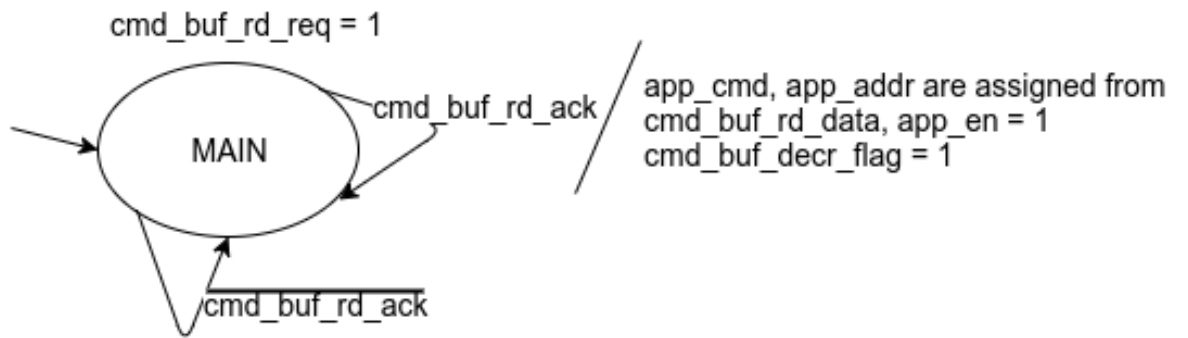 cmd_buf_rd_req = 1
MAIN
cmd_buf_rd_ack
app_cmd, app_addr are assigned from
cmd_buf_rd_data, app_en = 1
cmd_buf_decr_flag = 1
cmd_buf_rd_ack